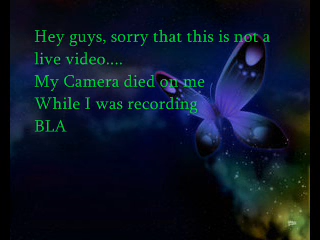 Hey guys, sorry that this is not a
live video....
My Camera died on me
While I was recording
BLA